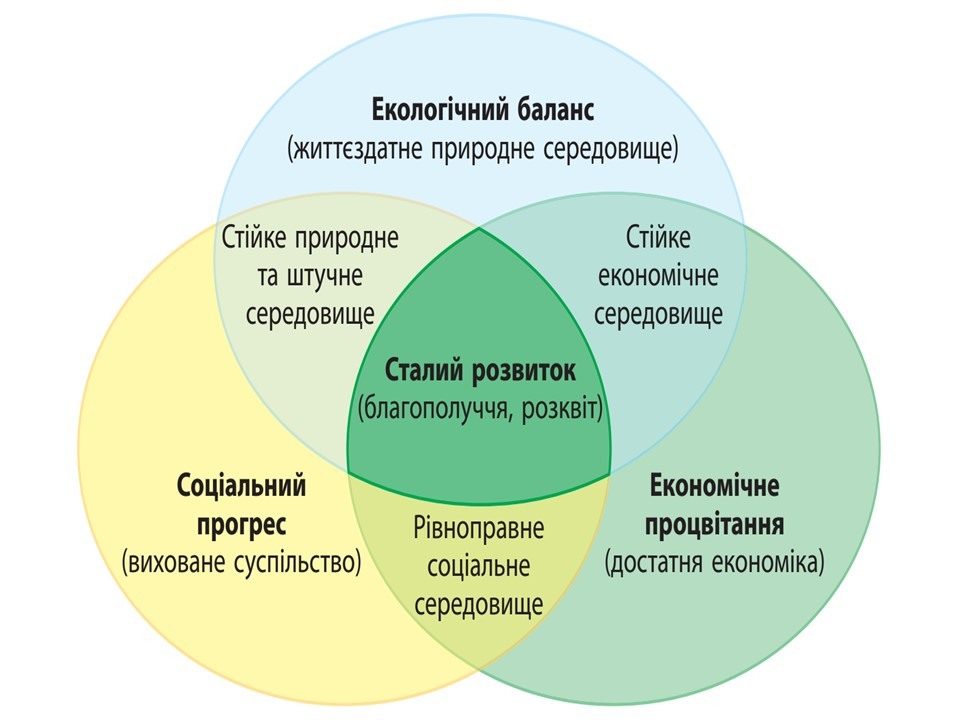 Екологічний баланс
(життєздатне природне середовище)
Стійке природне
та штучне
середовище
Стійке
економічне
середовище
Сталий розвиток
(благополуччя, розквіт)
Соціальний
прогрес
(виховане суспільство)
Рівноправне
соціальне
середовище
Економічне
процвітання
(достатня економіка)